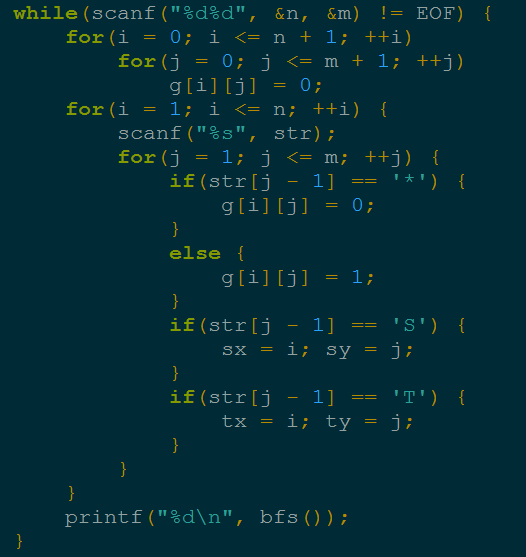 while(scanf("%d%d", &n, &m) != EOF) {
    for(i = 0; i <= n + 1; ++i)
        for(j = 0; j <= m + 1; ++j)
            g[i][j] = 0;
    for(i = 1; i <= n; ++i) {
        scanf("%s", str);
        for(j = 1; j <= m; ++j) {
            if(str[j - 1] == '*') {
                g[i][j] = 0;
            }
            else {
                g[i][j] = 1;
            }
            if(str[j - 1] == 'S') {
                sx = i; sy = j;
            }
            if(str[j - 1] == 'T') {
                tx = i; ty = j;
            }
        }
    }
    printf("%d\n", bfs());
}